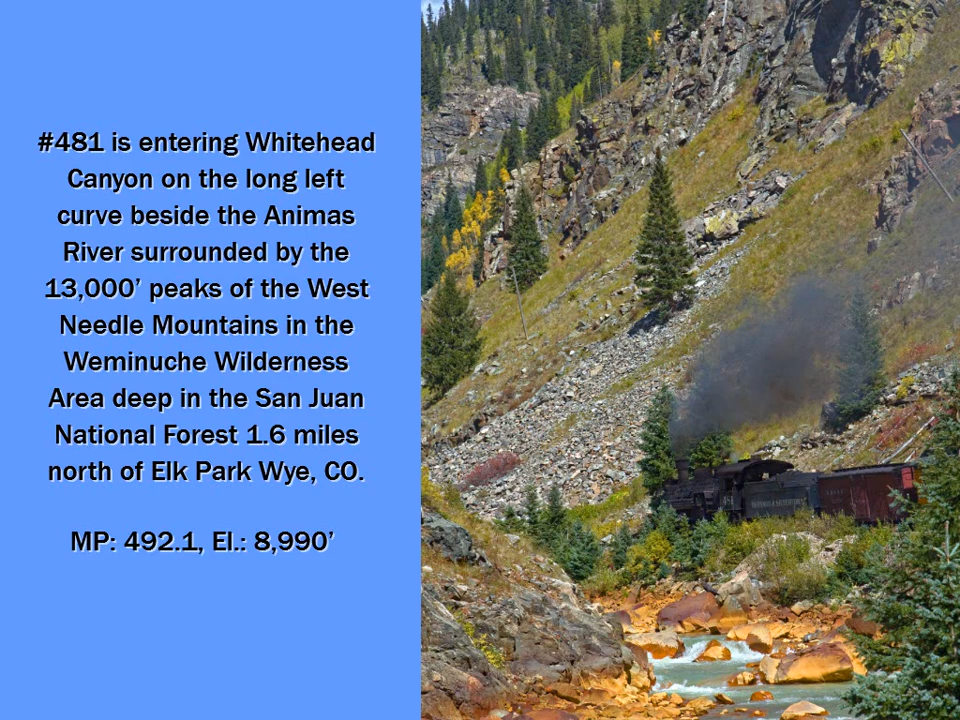 #481 is entering Whitehead
Canyon on the long left
curve beside the Animas
River surrounded by the
13,000’ peaks of the West
Needle Mountains in the
Weminuche Wilderness
Area deep in the San Juan
National Forest 1.6 miles
north of Elk Park Wye, CO.
MP: 492.1, El.: 8,990’
481